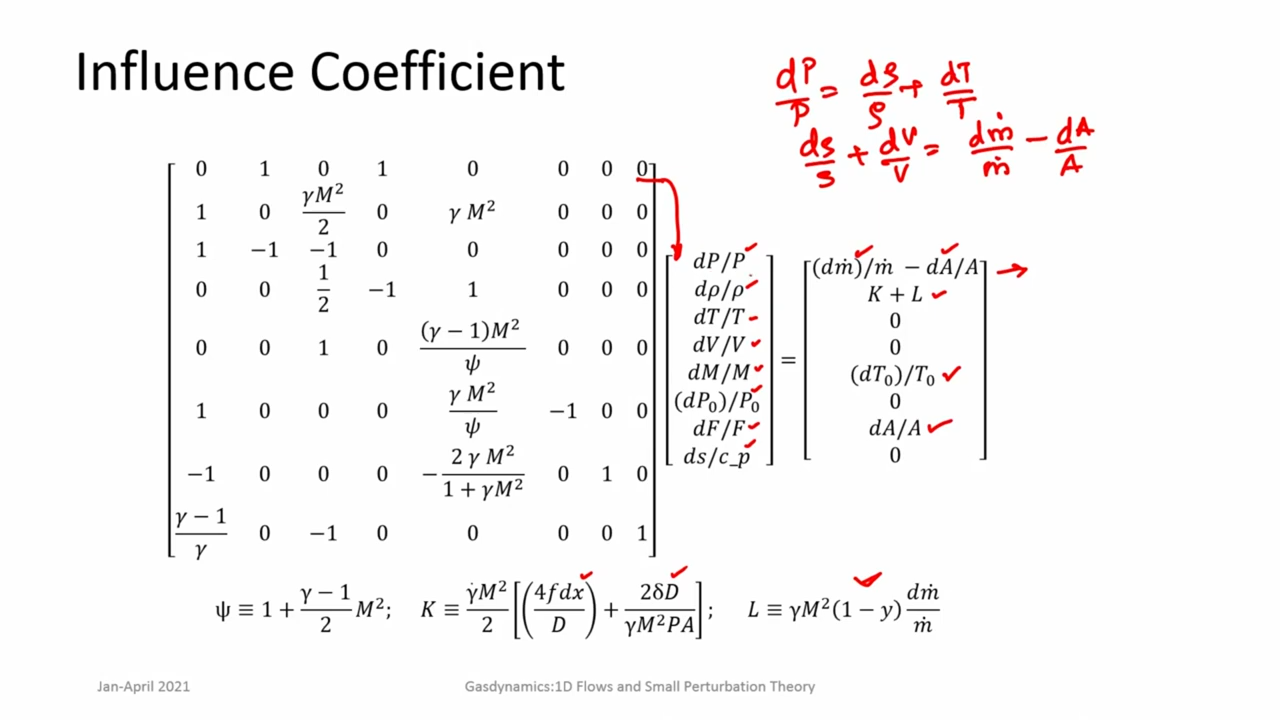 Influence Coefficient
dP/P = dρ/ρ + dT/T
dρ/ρ + dV/V = dṁ/ṁ − dA/A
0 1 0 1 0 0 0 0
1 0 γM²/2 0 γ M² 0 0 0
1 −1 −1 0 0 0 0 0
0 0 1/2 −1 1 0 0 0
0 0 1 0 (γ − 1)M²/ψ 0 0 0
1 0 0 0 γ M²/ψ −1 0 0
−1 0 0 0 − 2 γ M²/1 + γM² 0 1 0
γ − 1/γ 0 −1 0 0 0 0 1
dP/P
dρ/ρ
dT/T
dV/V
dM/M
(dP₀)/P₀
dF/F
ds/c_p
=
(dṁ)/ṁ − dA/A
K + L
0
0
(dT₀)/T₀
0
dA/A
0
ψ ≡ 1 + γ − 1/2 M²; K ≡ γM²/2 [(4fdx/D) + 2δD/γM²PA]; L ≡ γM²(1 − y) dṁ/ṁ
Jan-April 2021
Gasdynamics:1D Flows and Small Perturbation Theory